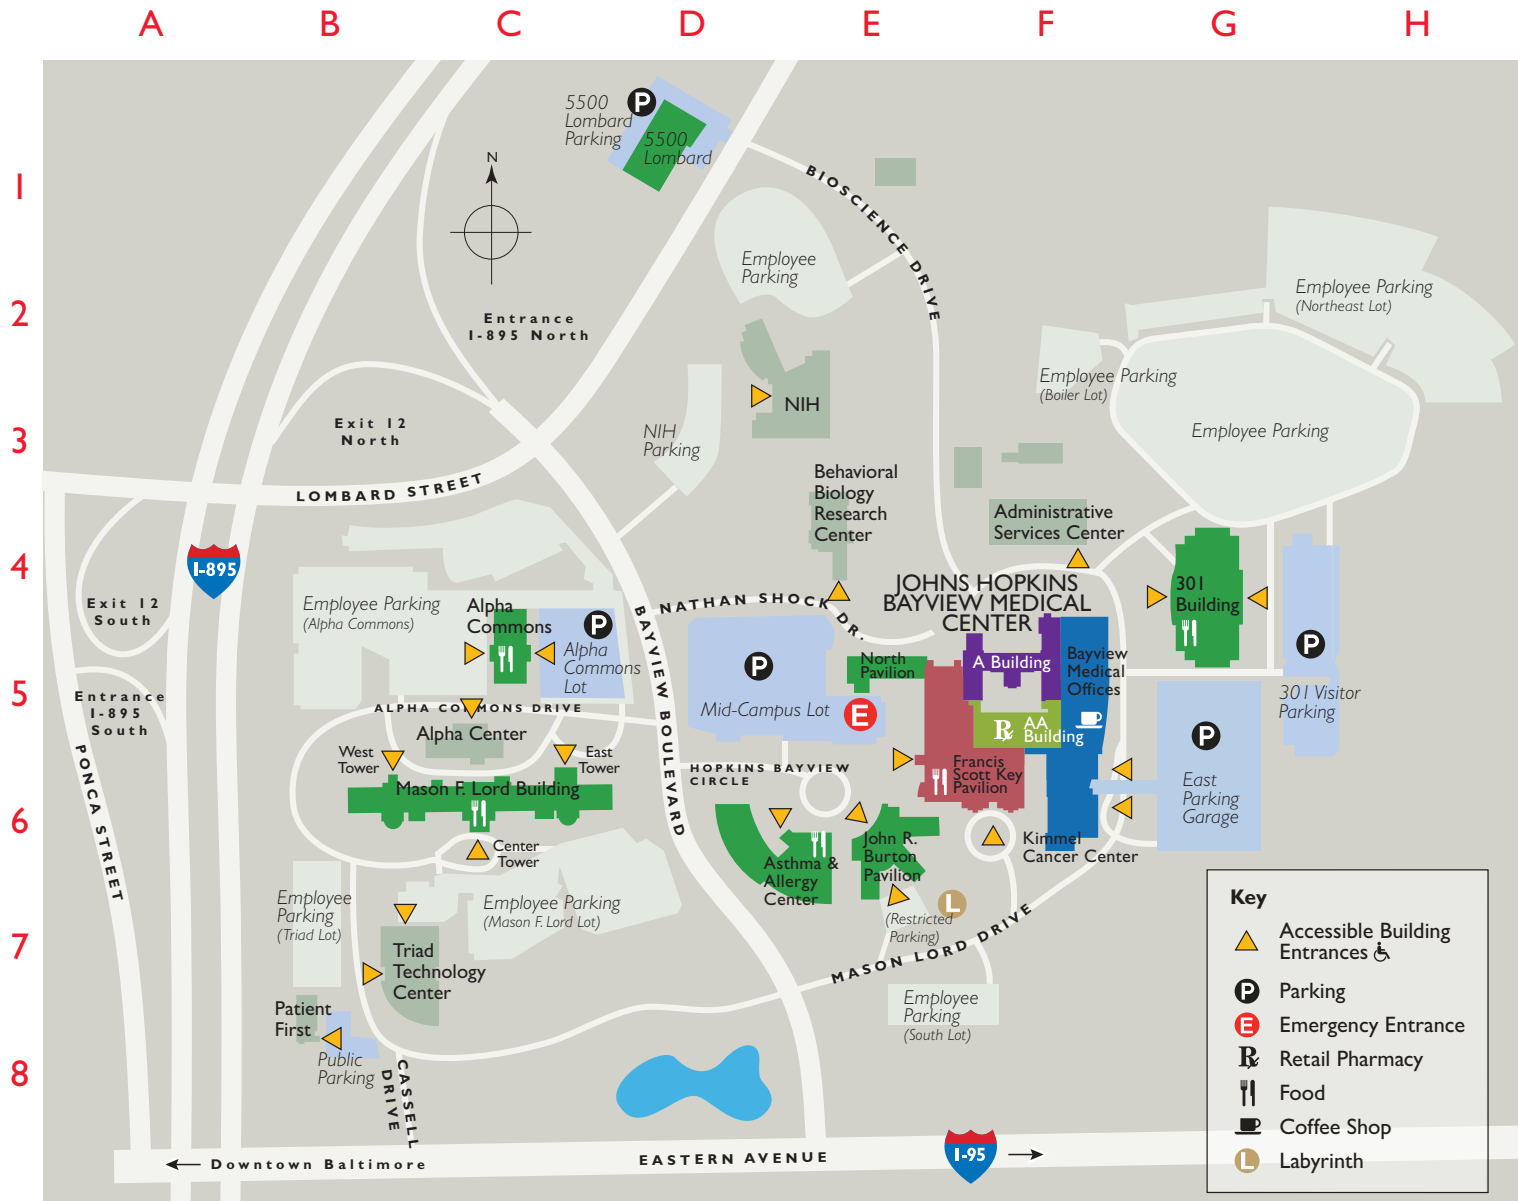 A B C D E F G H
1
2
3
4
5
6
7
8
P
5500
Lombard
Parking
5500
Lombard
N
BIOSCIENCE DRIVE
Employee
Parking
Employee Parking
(Northeast Lot)
Entrance
I-895 North
Employee Parking
(Boiler Lot)
NIH
Exit 12
North
NIH
Parking
Employee Parking
LOMBARD STREET
Behavioral
Biology
Research
Center
Administrative
Services Center
I-895
Exit 12
South
Employee Parking
(Alpha Commons)
Alpha
Commons
P
Alpha
Commons
Lot
NATHAN SHOCK DR.
JOHNS HOPKINS
BAYVIEW MEDICAL
CENTER
301
Building
P
301 Visitor
Parking
North
Pavilion
A Building
Bayview
Medical
Offices
P
Mid-Campus Lot
E
R
AA
Building
Entrance
I-895
South
ALPHA COMMONS DRIVE
Alpha Center
BAYVIEW BOULEVARD
West
Tower
East
Tower
Mason F. Lord Building
HOPKINS BAYVIEW
CIRCLE
Francis
Scott Key
Pavilion
P
East
Parking
Garage
PONCA STREET
Center
Tower
Asthma &
Allergy
Center
John R.
Burton
Pavilion
Kimmel
Cancer Center
Employee
Parking
(Triad Lot)
Employee Parking
(Mason F. Lord Lot)
L
(Restricted
Parking)
MASON LORD DRIVE
Triad
Technology
Center
Patient
First
Public
Parking
CASSELL
DRIVE
Employee
Parking
(South Lot)
Key
Accessible Building
Entrances
P Parking
E Emergency Entrance
R Retail Pharmacy
Food
Coffee Shop
L Labyrinth
Downtown Baltimore
EASTERN AVENUE
I-95